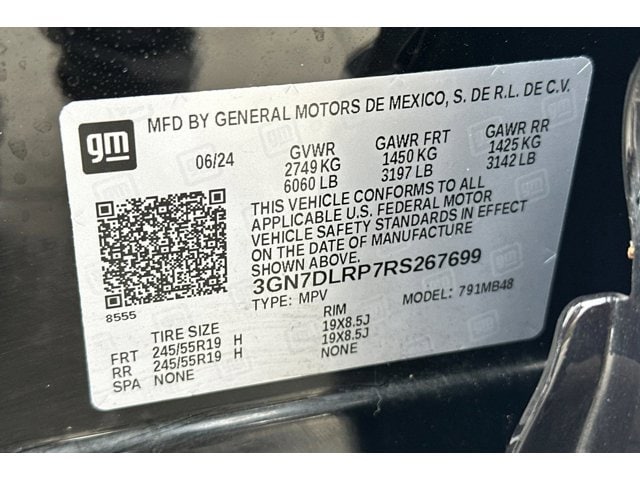 MFD BY GENERAL MOTORS DE MEXICO, S. DE R.L. DE C.V.
gm
06/24
GVWR GAWR FRT GAWR RR
2749 KG 1450 KG 1425 KG
6060 LB 3197 LB 3142 LB
THIS VEHICLE CONFORMS TO ALL
APPLICABLE U.S. FEDERAL MOTOR
VEHICLE SAFETY STANDARDS IN EFFECT
ON THE DATE OF MANUFACTURE
SHOWN ABOVE.
3GN7DLRP7RS267699
TYPE: MPV MODEL: 791MB48
8555
TIRE SIZE RIM
FRT 245/55R19 H 19X8.5J
RR 245/55R19 H 19X8.5J
SPA NONE NONE